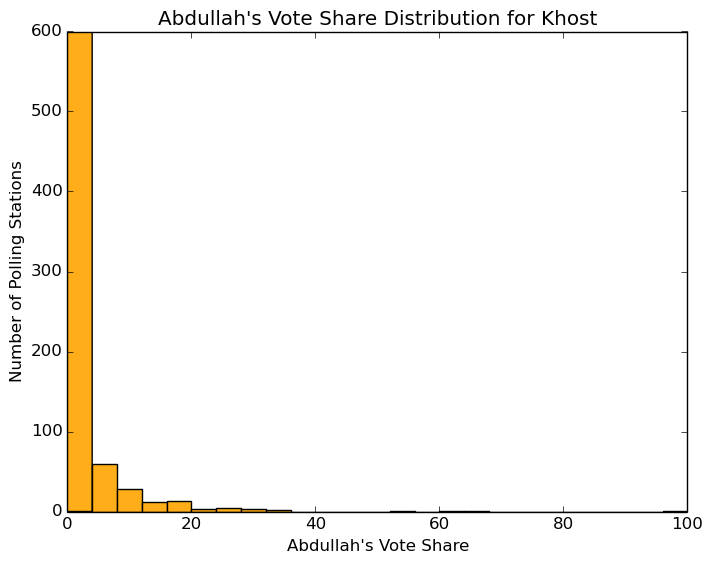 Abdullah's Vote Share Distribution for Khost
600
500
400
300
200
100
0
0 20 40 60 80 100
Number of Polling Stations
Abdullah's Vote Share